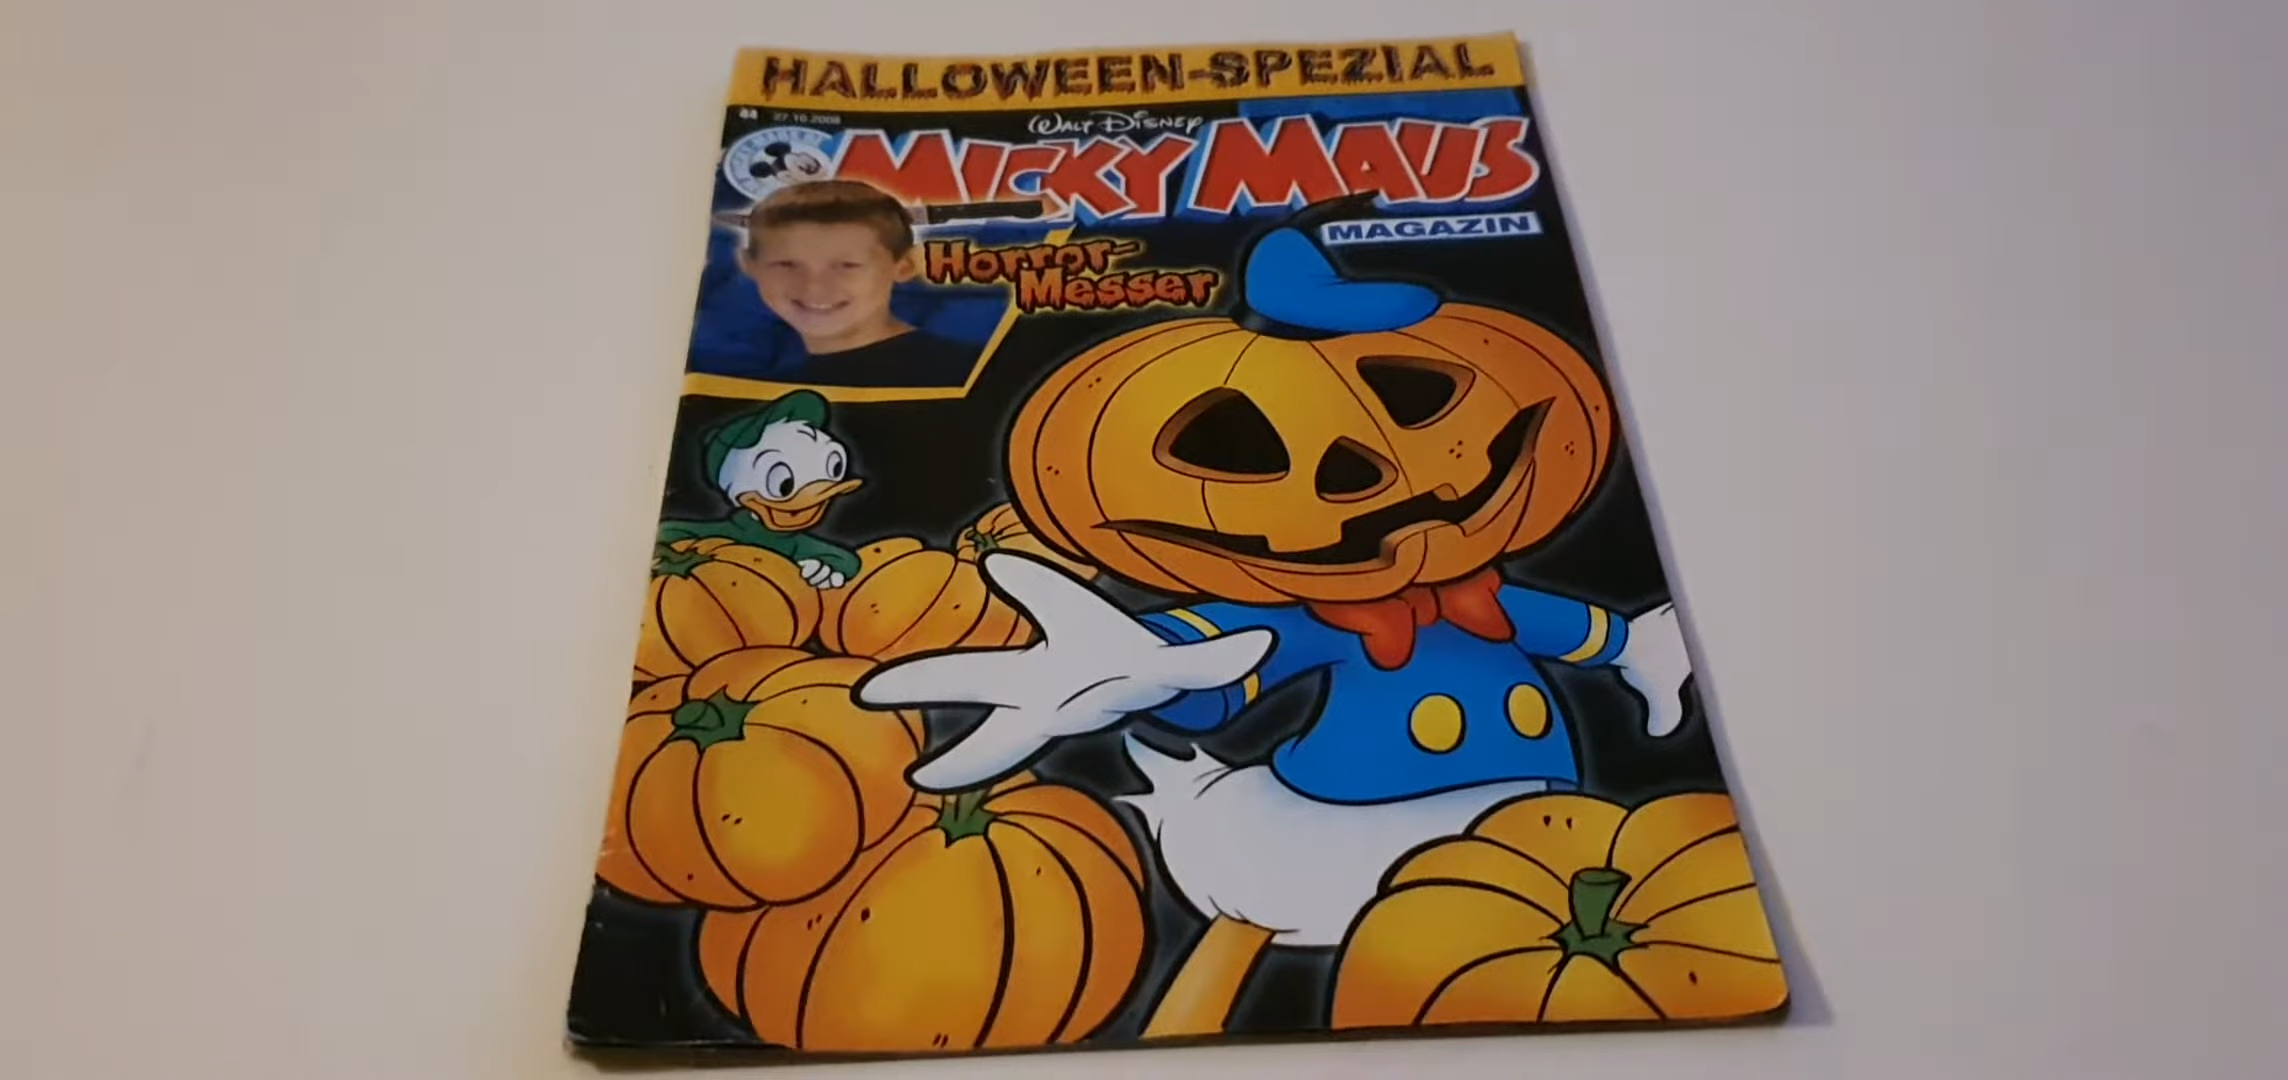 HALLOWEEN-SPEZIAL
44 27.10.2008
WALT DISNEY
MICKY MAUS
MAGAZIN
Horror-
Messer